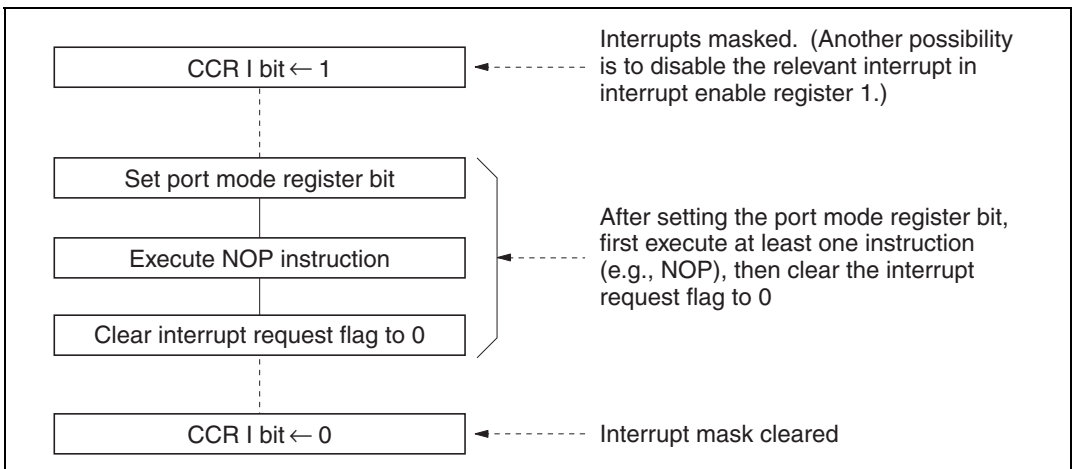 CCR I bit ← 1
Interrupts masked. (Another possibility
is to disable the relevant interrupt in
interrupt enable register 1.)
Set port mode register bit
Execute NOP instruction
Clear interrupt request flag to 0
After setting the port mode register bit,
first execute at least one instruction
(e.g., NOP), then clear the interrupt
request flag to 0
CCR I bit ← 0
Interrupt mask cleared